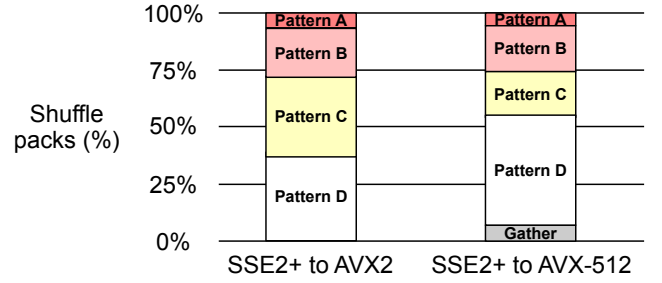 100%
75%
50%
25%
0%
Shuffle
packs (%)
Pattern A
Pattern B
Pattern C
Pattern D
Pattern A
Pattern B
Pattern C
Pattern D
Gather
SSE2+ to AVX2
SSE2+ to AVX-512